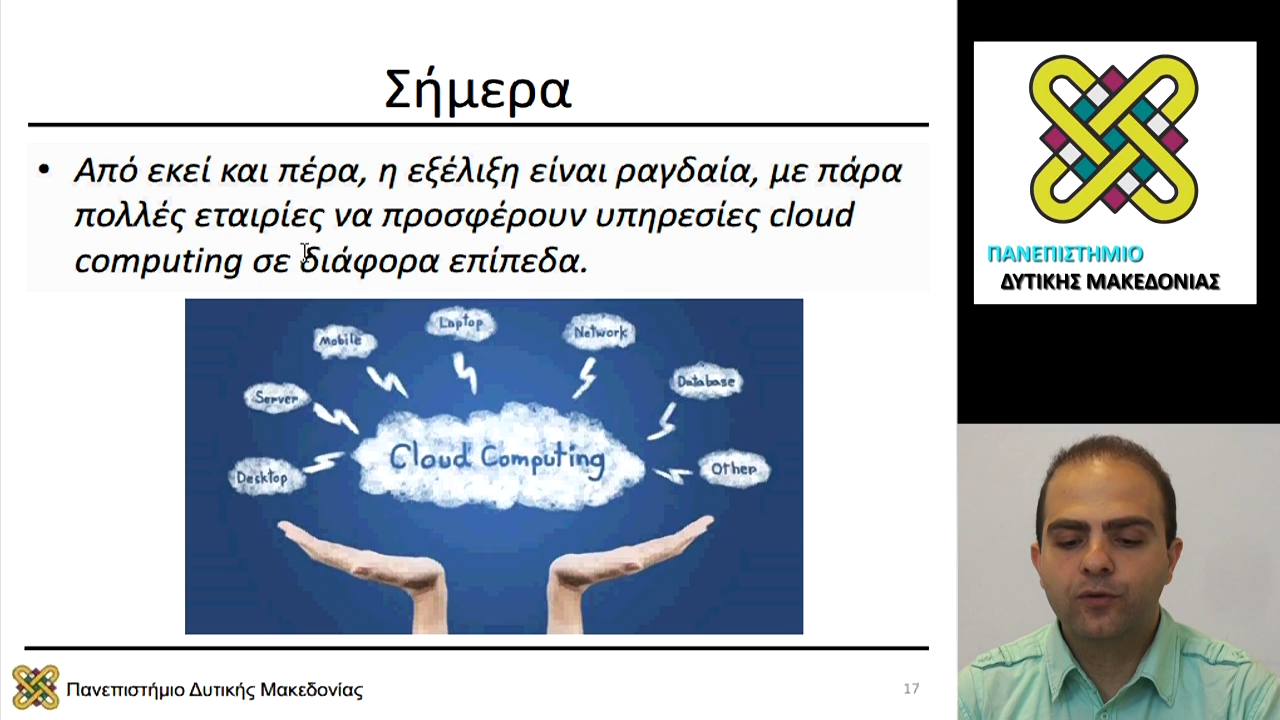 Σήμερα
• Από εκεί και πέρα, η εξέλιξη είναι ραγδαία, με πάρα
πολλές εταιρίες να προσφέρουν υπηρεσίες cloud
computing σε διάφορα επίπεδα.
Laptop
Mobile
Network
Server
Database
Cloud Computing
Desktop
Other
Πανεπιστήμιο Δυτικής Μακεδονίας
17
ΠΑΝΕΠΙΣΤΗΜΙΟ
ΔΥΤΙΚΗΣ ΜΑΚΕΔΟΝΙΑΣ